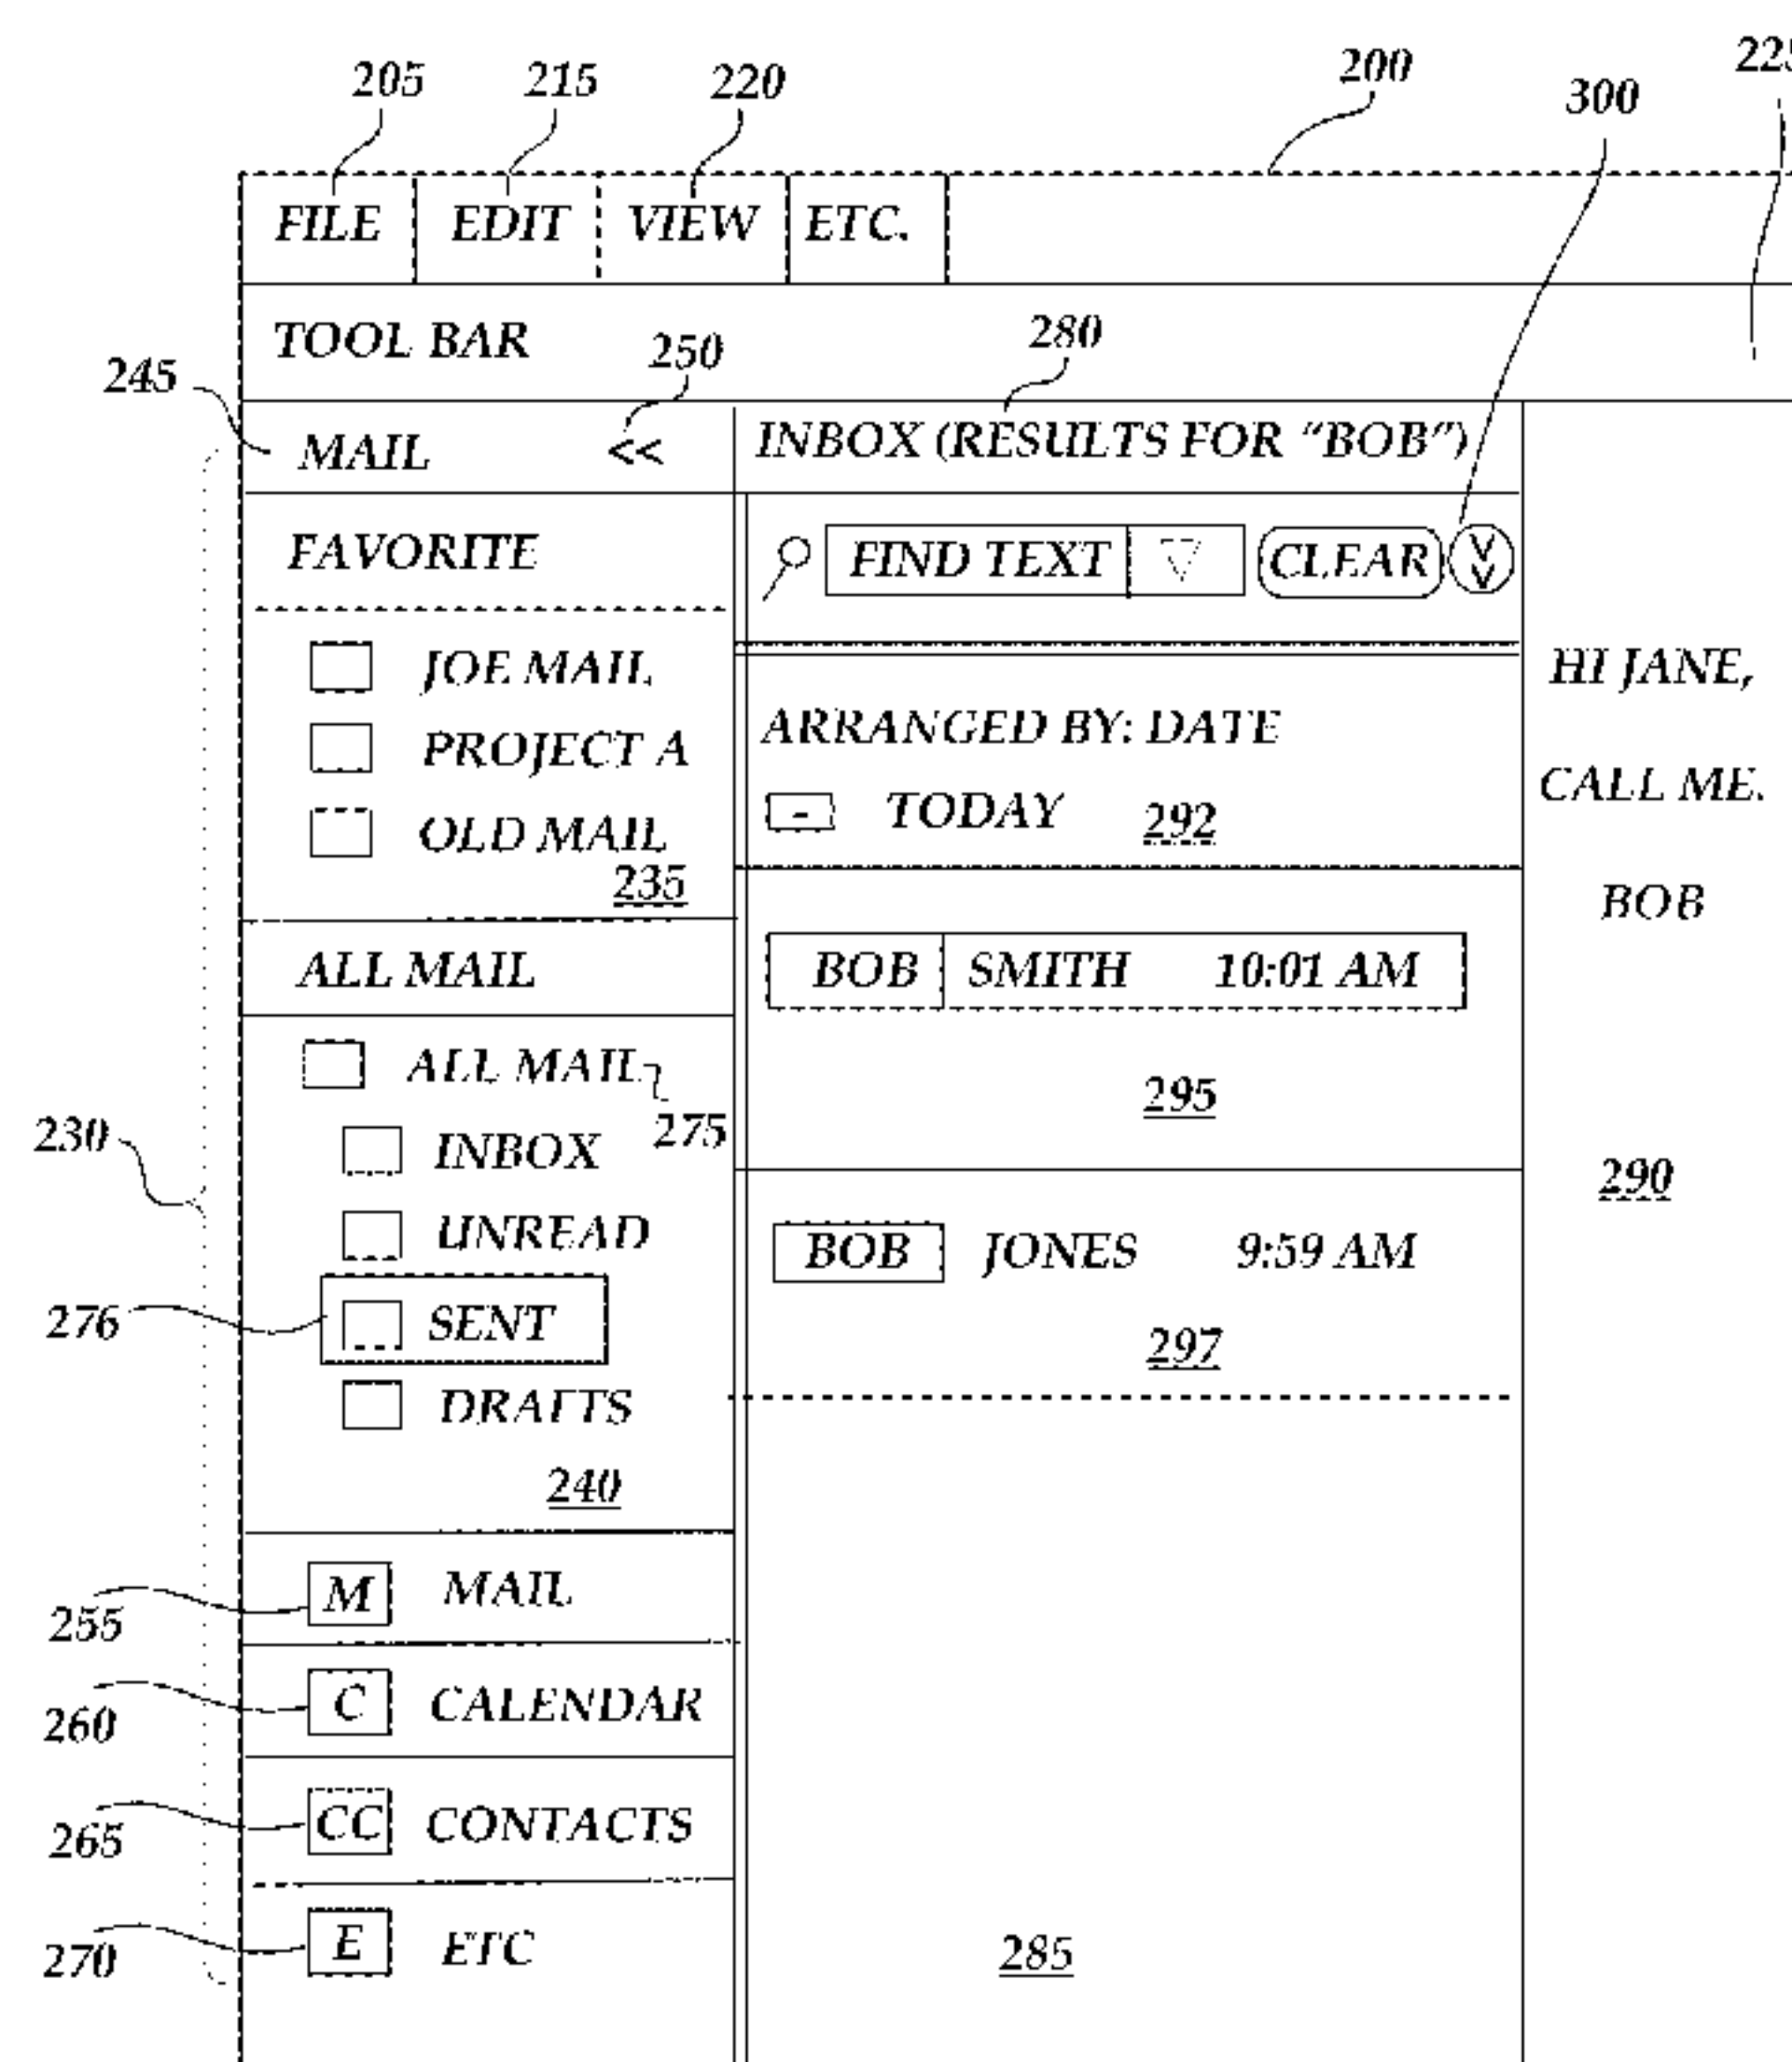 205 215 220 200 300
FILE EDIT VIEW ETC.
TOOL BAR
245 250 280
MAIL << INBOX (RESULTS FOR "BOB")
FAVORITE
FIND TEXT CLEAR
JOE MAIL
PROJECT A
OLD MAIL
235
ARRANGED BY: DATE
- TODAY 292
HI JANE,
CALL ME.
BOB
ALL MAIL
BOB SMITH 10:01 AM
ALL MAIL
275
295
230
INBOX
290
UNREAD
BOB JONES 9:59 AM
276
SENT
297
DRAFTS
240
255 M MAIL
260 C CALENDAR
265 CC CONTACTS
270 E ETC
285